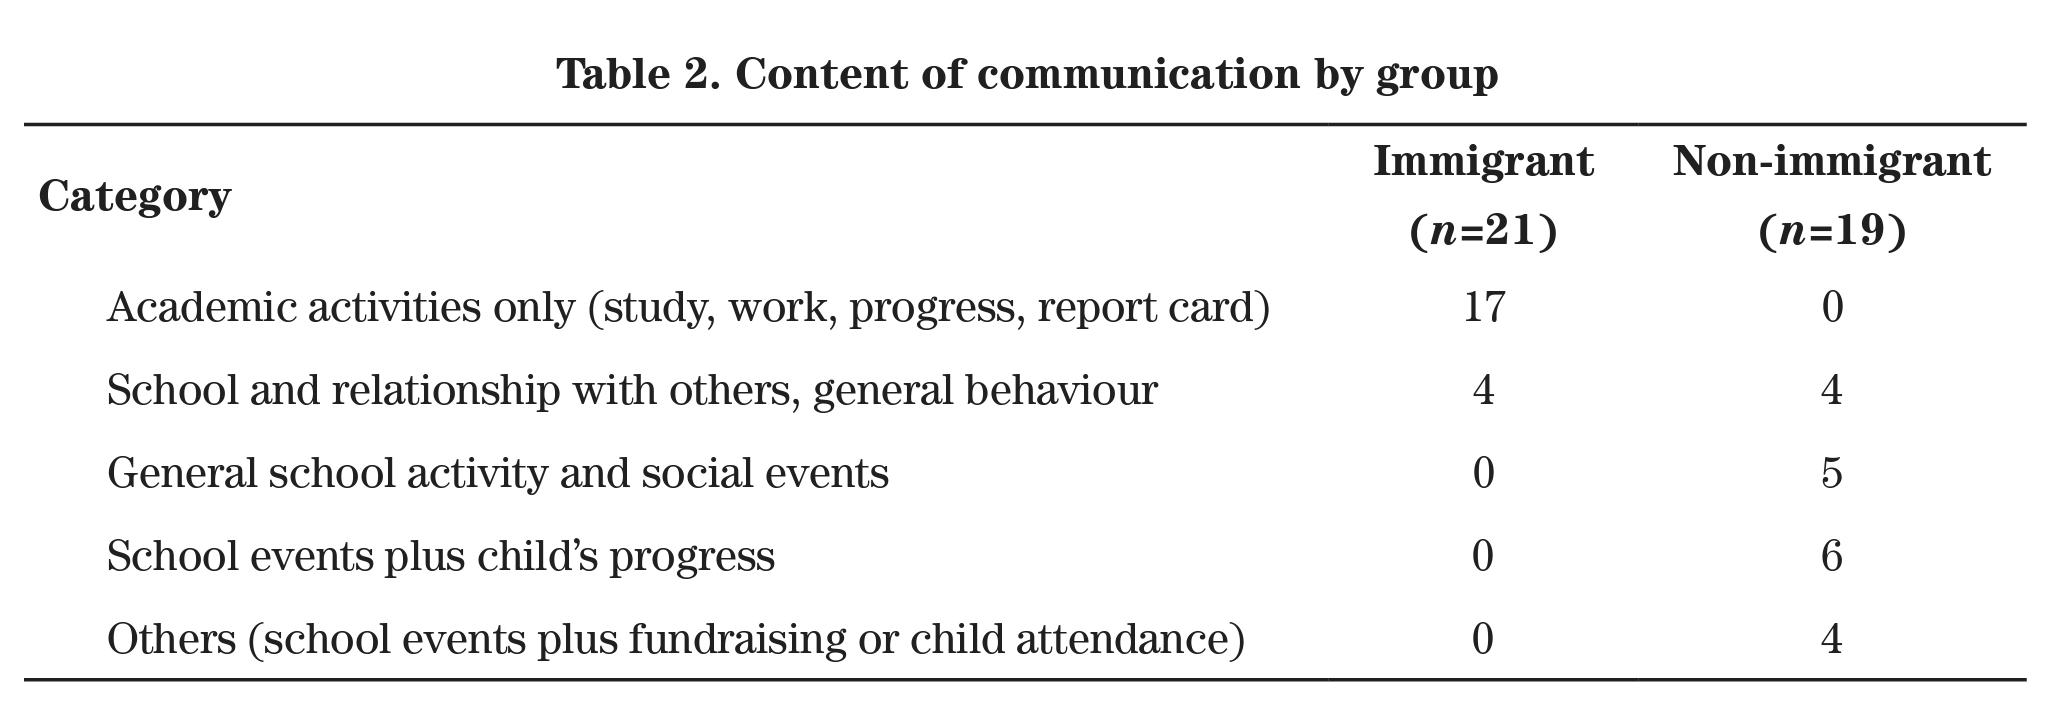 Table 2. Content of communication by group
Category Immigrant Non-immigrant
(n=21) (n=19)
Academic activities only (study, work, progress, report card) 17 0
School and relationship with others, general behaviour 4 4
General school activity and social events 0 5
School events plus child’s progress 0 6
Others (school events plus fundraising or child attendance) 0 4